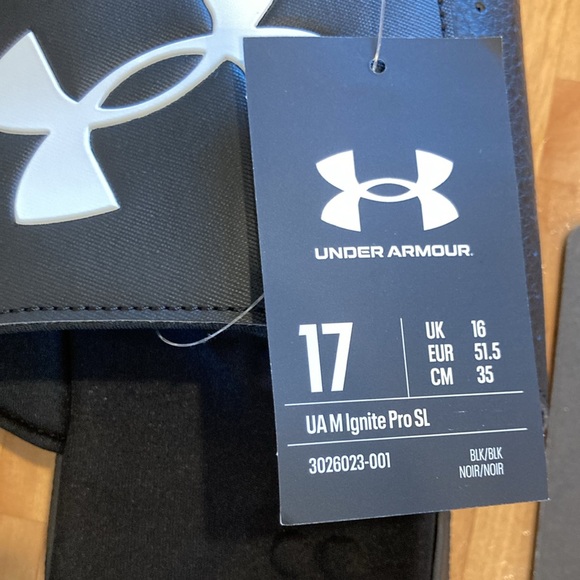 UNDER ARMOUR.
17
UK 16
EUR 51.5
CM 35
UA M Ignite Pro SL
3026023-001
BLK/BLK
NOIR/NOIR